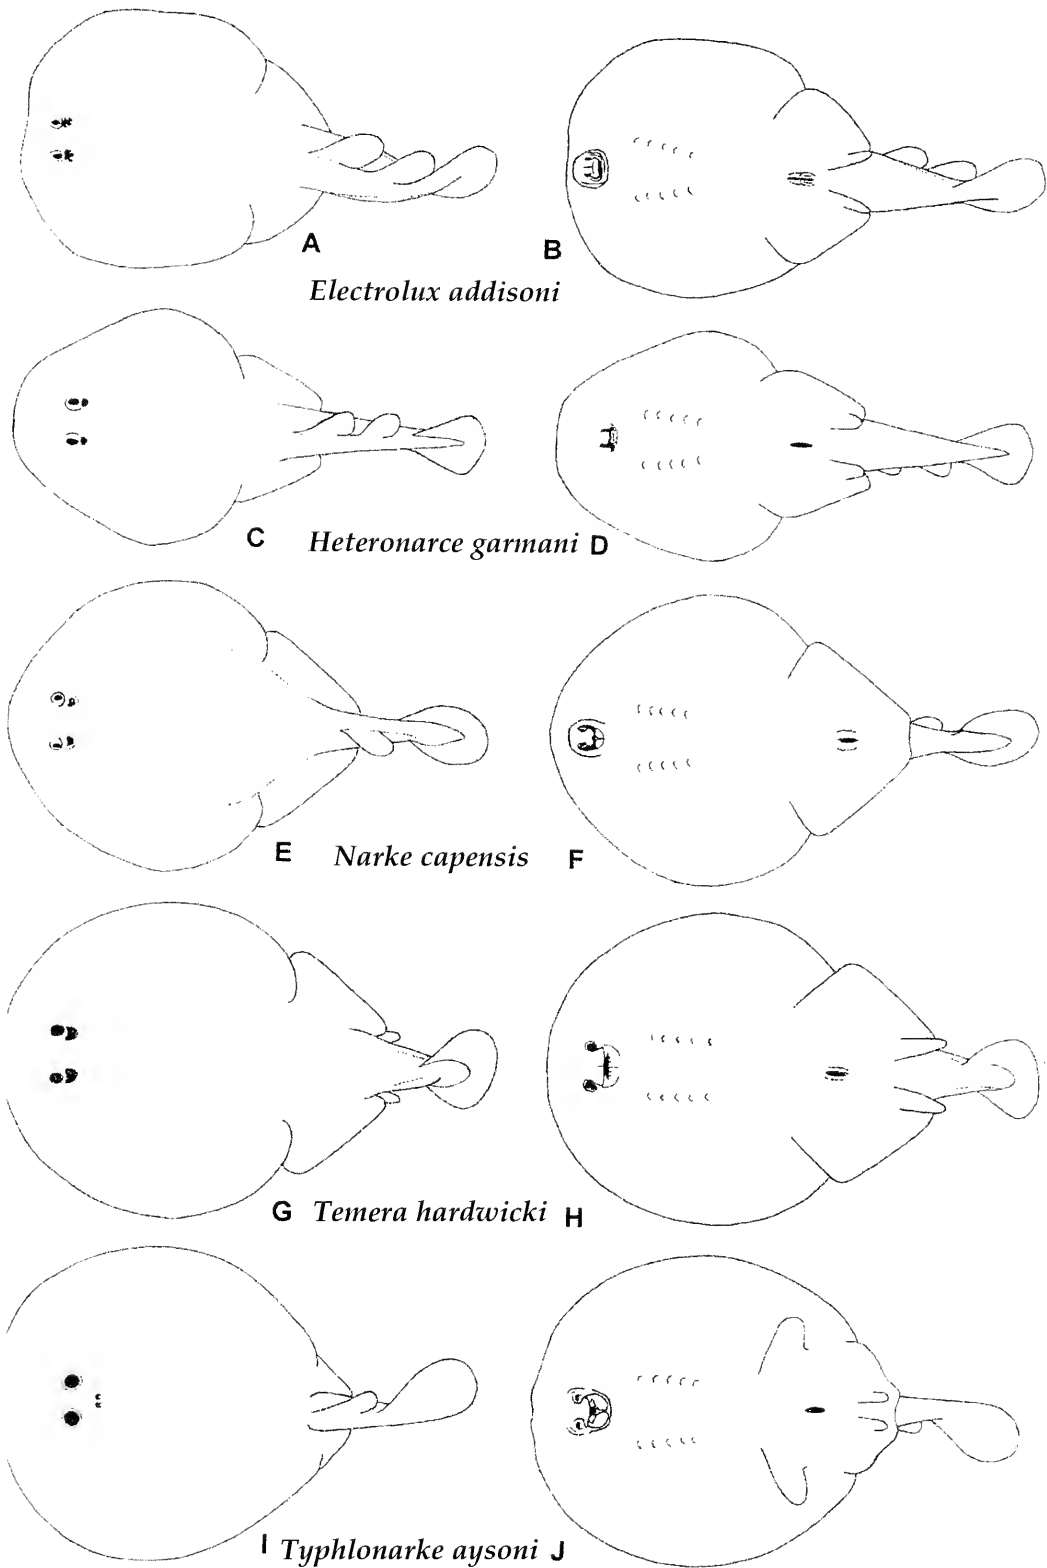 A B
Electrolux addisoni
C Heteronarce garmani D
E Narke capensis F
G Temera hardwicki H
I Typhlonarke aysoni J